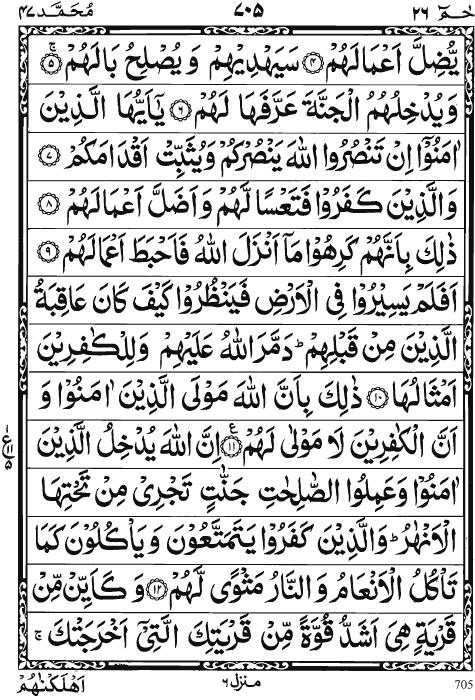 محمد ٤٧ ٧٠٥ حٰمٓ ٢٦
يُّضِلَّ اَعْمَالَهُمْ ﴿٤﴾ سَيَهْدِيْهِمْ وَيُصْلِحُ بَالَهُمْ ﴿٥﴾ۚ
وَيُدْخِلُهُمُ الْجَنَّةَ عَرَّفَهَا لَهُمْ ﴿٦﴾ يٰۤاَيُّهَا الَّذِيْنَ
اٰمَنُوْۤا اِنْ تَنْصُرُوا اللّٰهَ يَنْصُرْكُمْ وَيُثَبِّتْ اَقْدَامَكُمْ ﴿٧﴾
وَالَّذِيْنَ كَفَرُوْا فَتَعْسًا لَّهُمْ وَاَضَلَّ اَعْمَالَهُمْ ﴿٨﴾
ذٰلِكَ بِاَنَّهُمْ كَرِهُوْا مَاۤ اَنْزَلَ اللّٰهُ فَاَحْبَطَ اَعْمَالَهُمْ ﴿٩﴾
اَفَلَمْ يَسِيْرُوْا فِى الْاَرْضِ فَيَنْظُرُوْا كَيْفَ كَانَ عَاقِبَةُ
الَّذِيْنَ مِنْ قَبْلِهِمْ ؕ دَمَّرَ اللّٰهُ عَلَيْهِمْ وَلِلْكٰفِرِيْنَ
اَمْثَالُهَا ﴿١٠﴾ ذٰلِكَ بِاَنَّ اللّٰهَ مَوْلَى الَّذِيْنَ اٰمَنُوْا وَ
اَنَّ الْكٰفِرِيْنَ لَا مَوْلٰى لَهُمْ ﴿١١﴾ اِنَّ اللّٰهَ يُدْخِلُ الَّذِيْنَ
اٰمَنُوْا وَعَمِلُوا الصّٰلِحٰتِ جَنّٰتٍ تَجْرِىْ مِنْ تَحْتِهَا
الْاَنْهٰرُ ؕ وَالَّذِيْنَ كَفَرُوْا يَتَمَتَّعُوْنَ وَيَاْكُلُوْنَ كَمَا
تَاْكُلُ الْاَنْعَامُ وَالنَّارُ مَثْوًى لَّهُمْ ﴿١٢﴾ وَكَاَيِّنْ مِّنْ
قَرْيَةٍ هِىَ اَشَدُّ قُوَّةً مِّنْ قَرْيَتِكَ الَّتِىْۤ اَخْرَجَتْكَ ۚ
اَهْلَكْنٰهُمْ منزل ٦ 705